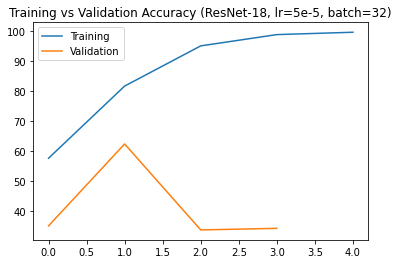 Training vs Validation Accuracy (ResNet-18, lr=5e-5, batch=32)
Training
Validation
100
90
80
70
60
50
40
0.0 0.5 1.0 1.5 2.0 2.5 3.0 3.5 4.0